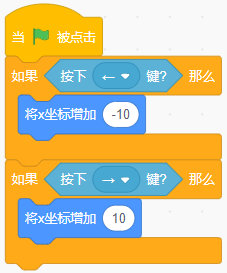 当 被点击
如果 按下 ← 键? 那么
将x坐标增加 -10
如果 按下 → 键? 那么
将x坐标增加 10